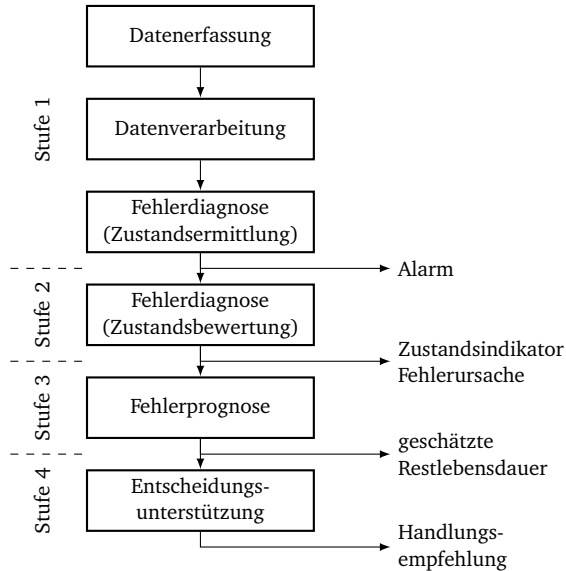 Datenerfassung
Stufe 1
Datenverarbeitung
Fehlerdiagnose
(Zustandsermittlung)
Alarm
Stufe 2
Fehlerdiagnose
(Zustandsbewertung)
Zustandsindikator
Fehlerursache
Stufe 3
Fehlerprognose
geschätzte
Restlebensdauer
Stufe 4
Entscheidungs-
unterstützung
Handlungs-
empfehlung